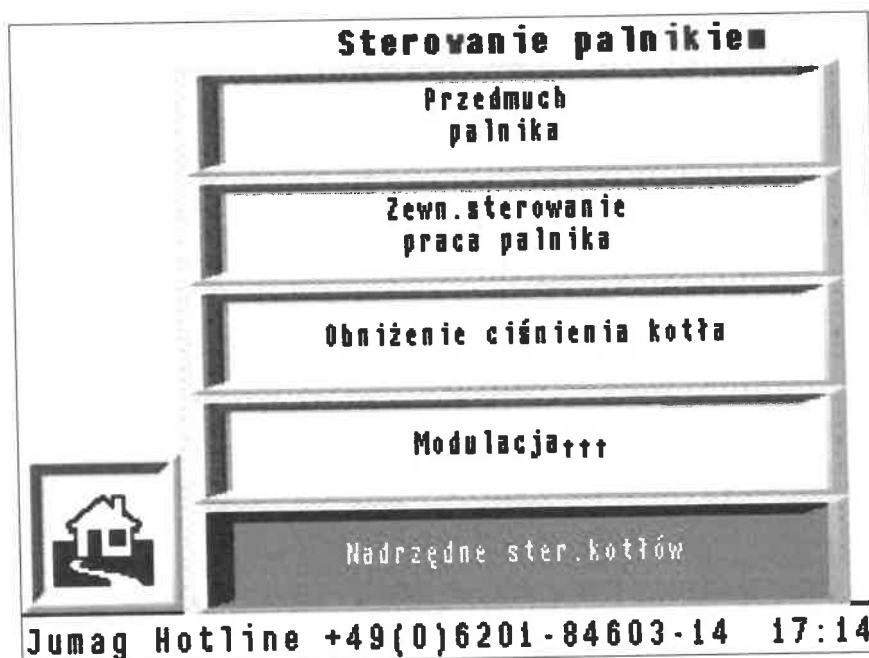 Sterowanie palnikiem
Przedmuch
palnika
Zewn.sterowanie
praca palnika
Obniżenie ciśnienia kotła
Modulacja†††
Nadrzędne ster.kotłów
Jumag Hotline +49(0)6201-84603-14 17:14